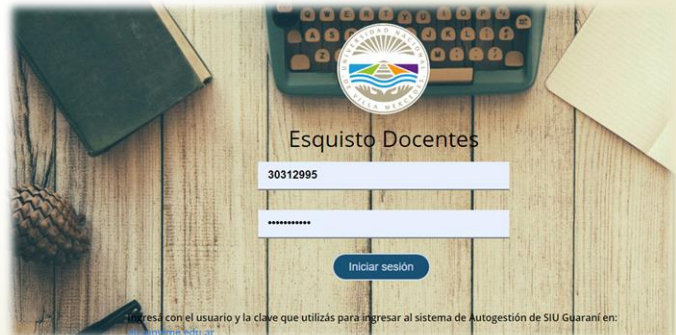 UNIVERSIDAD NACIONAL
DE VILLA MERCEDES
Esquisto Docentes
30312995
•••••••••••
Iniciar sesión
Ingresá con el usuario y la clave que utilizás para ingresar al sistema de Autogestión de SIU Guaraní en: